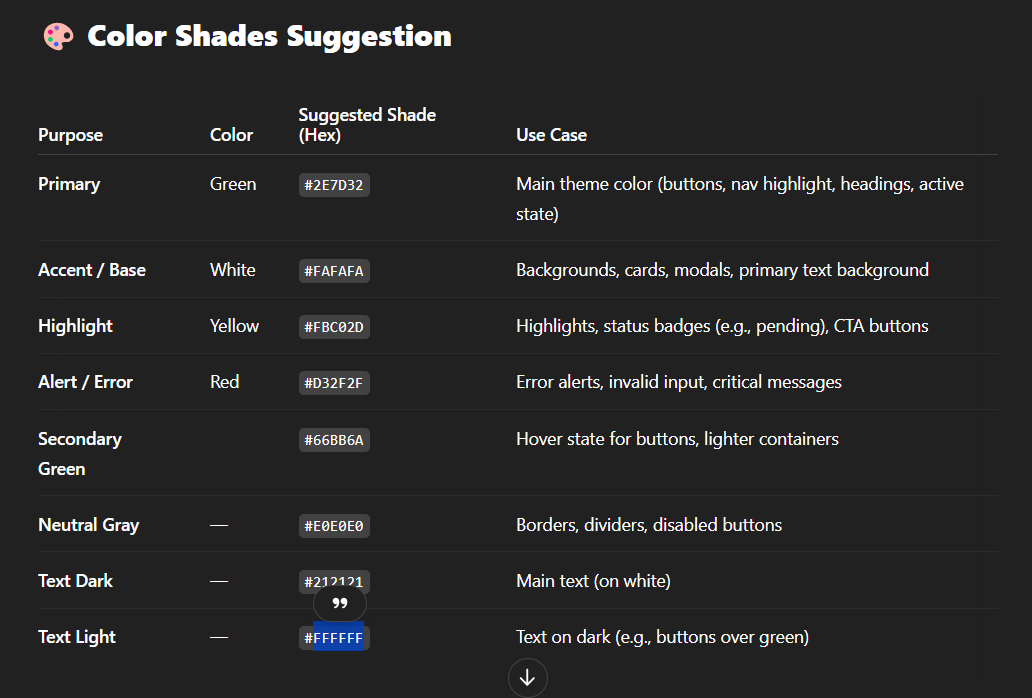 Color Shades Suggestion
Suggested Shade
Purpose Color (Hex) Use Case
Primary Green #2E7D32 Main theme color (buttons, nav highlight, headings, active
state)
Accent / Base White #FAFAFA Backgrounds, cards, modals, primary text background
Highlight Yellow #FBC02D Highlights, status badges (e.g., pending), CTA buttons
Alert / Error Red #D32F2F Error alerts, invalid input, critical messages
Secondary #66BB6A Hover state for buttons, lighter containers
Green
Neutral Gray — #E0E0E0 Borders, dividers, disabled buttons
Text Dark — #212121 Main text (on white)
Text Light — #FFFFFF Text on dark (e.g., buttons over green)